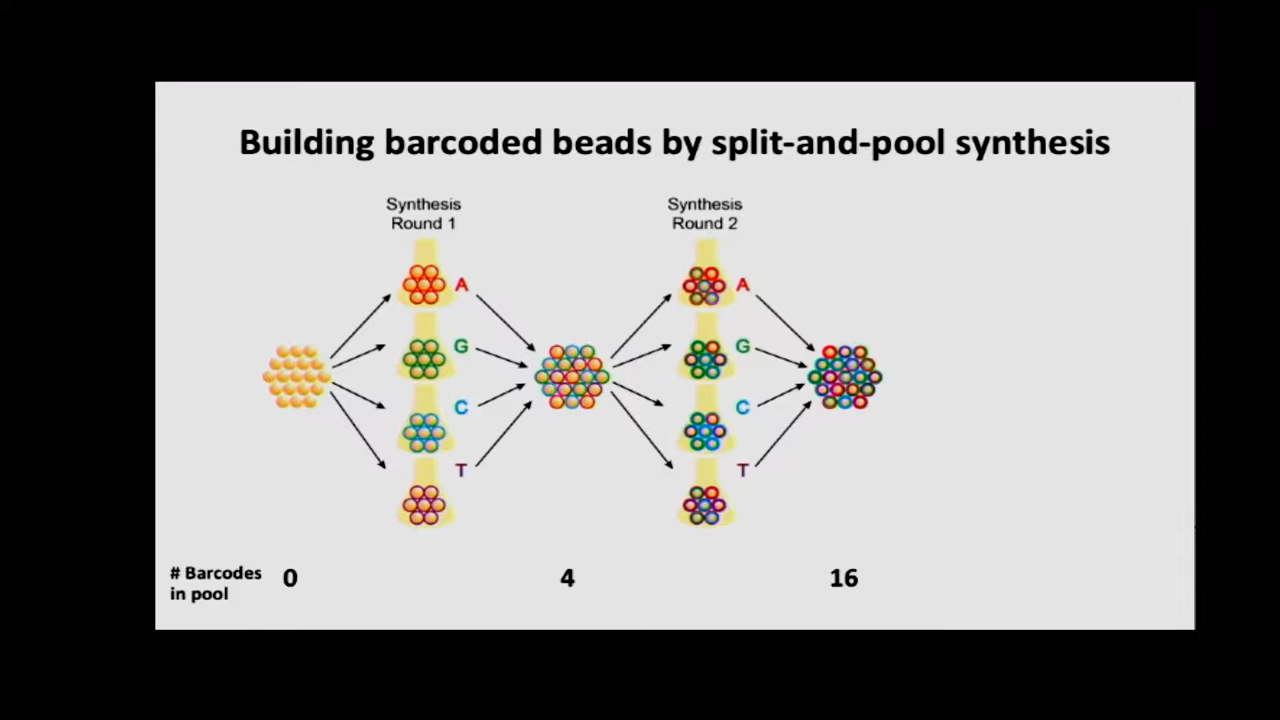 Building barcoded beads by split-and-pool synthesis
Synthesis
Round 1
Synthesis
Round 2
A
A
G
G
C
C
T
T
# Barcodes
in pool
0
4
16